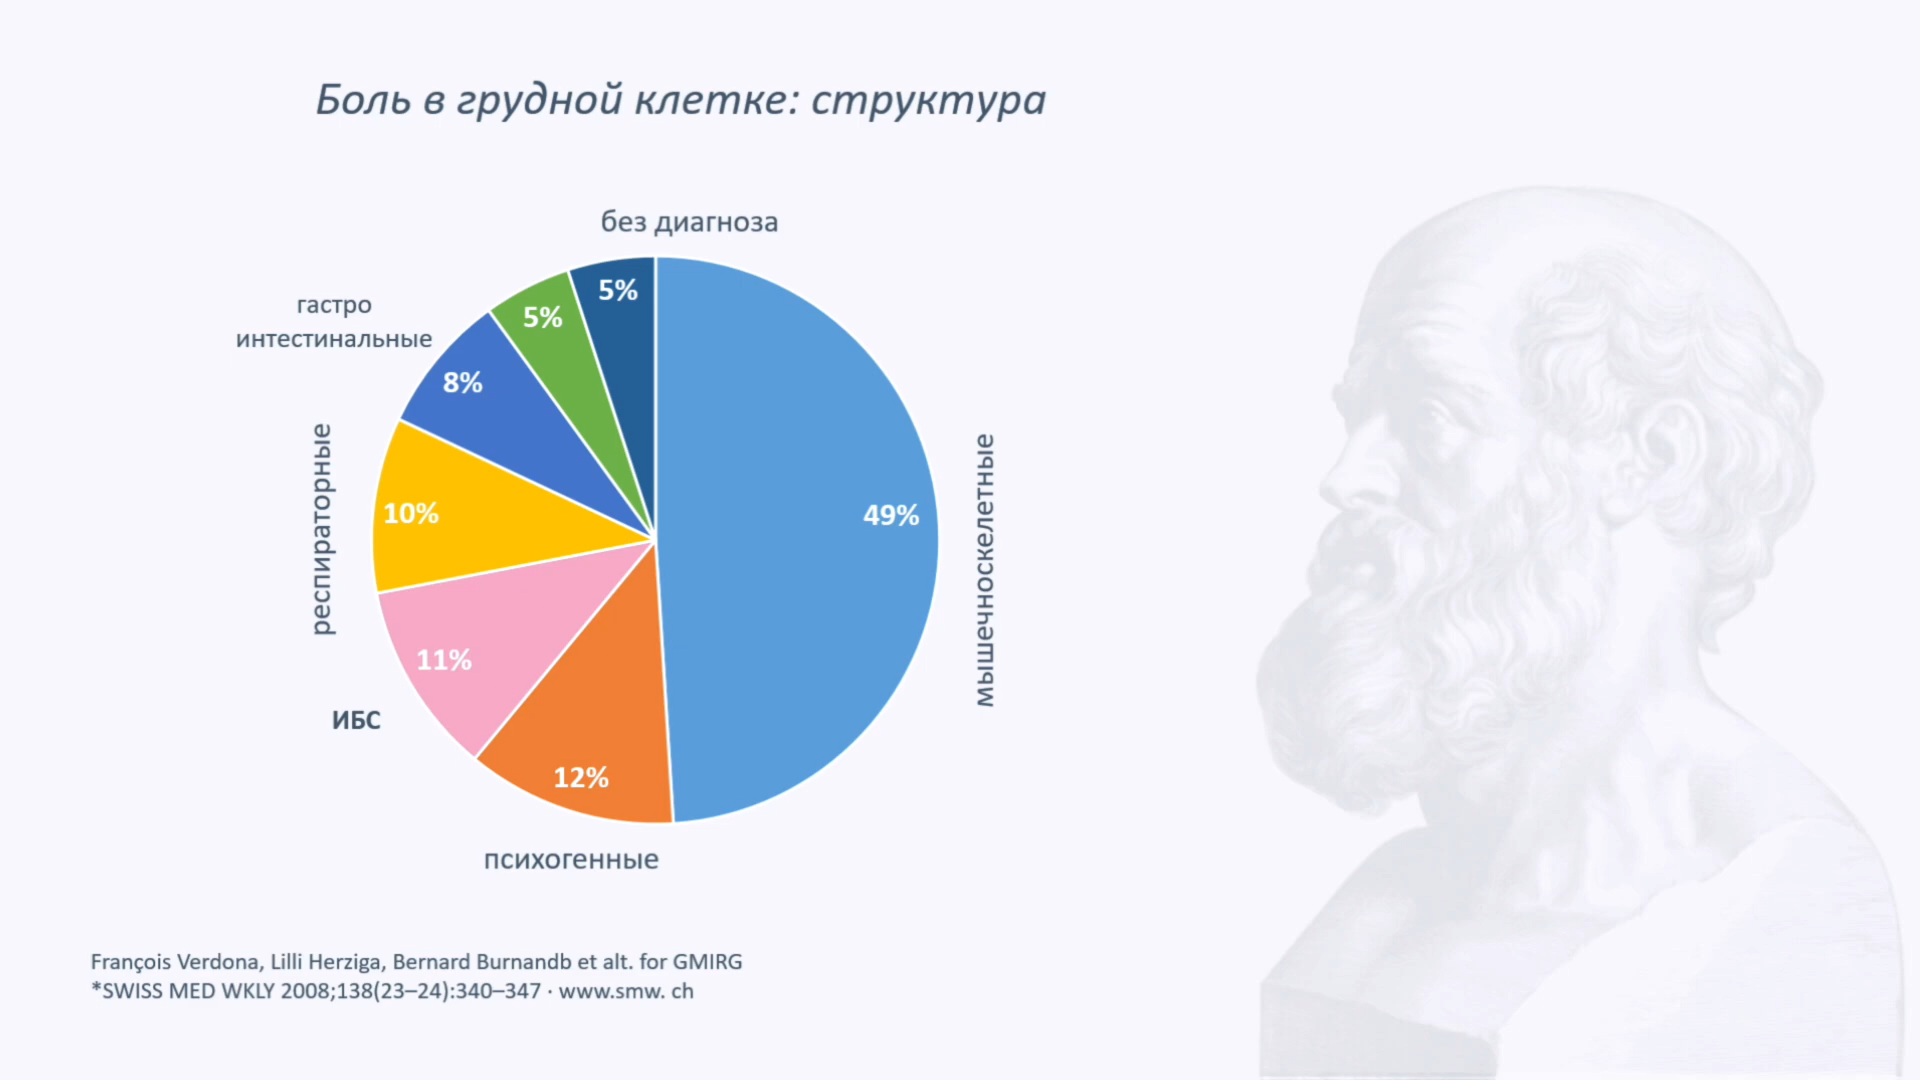 Боль в грудной клетке: структура
без диагноза
5%
5%
гастро
интестинальные
8%
респираторные
10%
49%
мышечноскелетные
11%
ИБС
12%
психогенные
François Verdona, Lilli Herziga, Bernard Burnandb et alt. for GMIRG
*SWISS MED WKLY 2008;138(23–24):340–347 · www.smw. ch